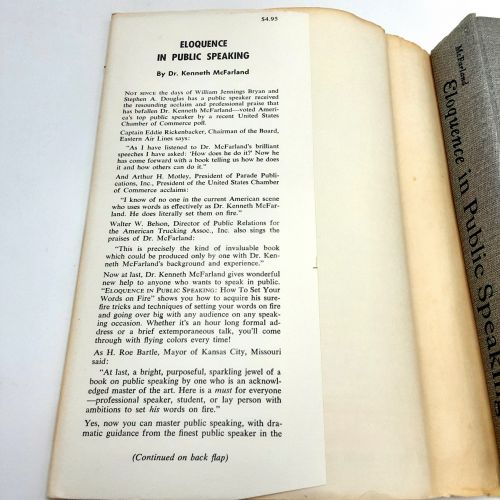 $4.95
ELOQUENCE
IN PUBLIC SPEAKING
By Dr. Kenneth McFarland
NOT SINCE the days of William Jennings Bryan and
Stephen A. Douglas has a public speaker received
the resounding acclaim and professional praise that
has befallen Dr. Kenneth McFarland—voted Amer-
ica's top public speaker by a recent United States
Chamber of Commerce poll.
Captain Eddie Rickenbacker, Chairman of the Board,
Eastern Air Lines says:
"As I have listened to Dr. McFarland's brilliant
speeches I have asked: 'How does he do it?' Now he
has come forward with a book telling us how he does
it and how others can do it."
And Arthur H. Motley, President of Parade Publi-
cations, Inc., President of the United States Chamber
of Commerce acclaims:
"I know of no one in the current American scene
who uses words as effectively as Dr. Kenneth McFar-
land. He does literally set them on fire."
Walter W. Belson, Director of Public Relations for
the American Trucking Assoc., Inc. also sings the
praises of Dr. McFarland:
"This is precisely the kind of invaluable book
which could be produced only by one with Dr. Ken-
neth McFarland's background and experience."
Now at last, Dr. Kenneth McFarland gives wonderful
new help to anyone who wants to speak in public.
"ELOQUENCE IN PUBLIC SPEAKING: How To Set Your
Words on Fire" shows you how to acquire his sure-
fire tricks and techniques of setting your words on fire
and going over big with any audience on any speak-
ing occasion. Whether it's an hour long formal ad-
dress or a brief extemporaneous talk, you'll come
through with flying colors every time!
As H. Roe Bartle, Mayor of Kansas City, Missouri
said:
"At last, a bright, purposeful, sparkling jewel of a
book on public speaking by one who is an acknowl-
edged master of the art. Here is a must for everyone
—professional speaker, student, or lay person with
ambitions to set his words on fire."
Yes, now you can master public speaking, with dra-
matic guidance from the finest public speaker in the
(Continued on back flap)
McFarland
Eloquence in Public Speaki